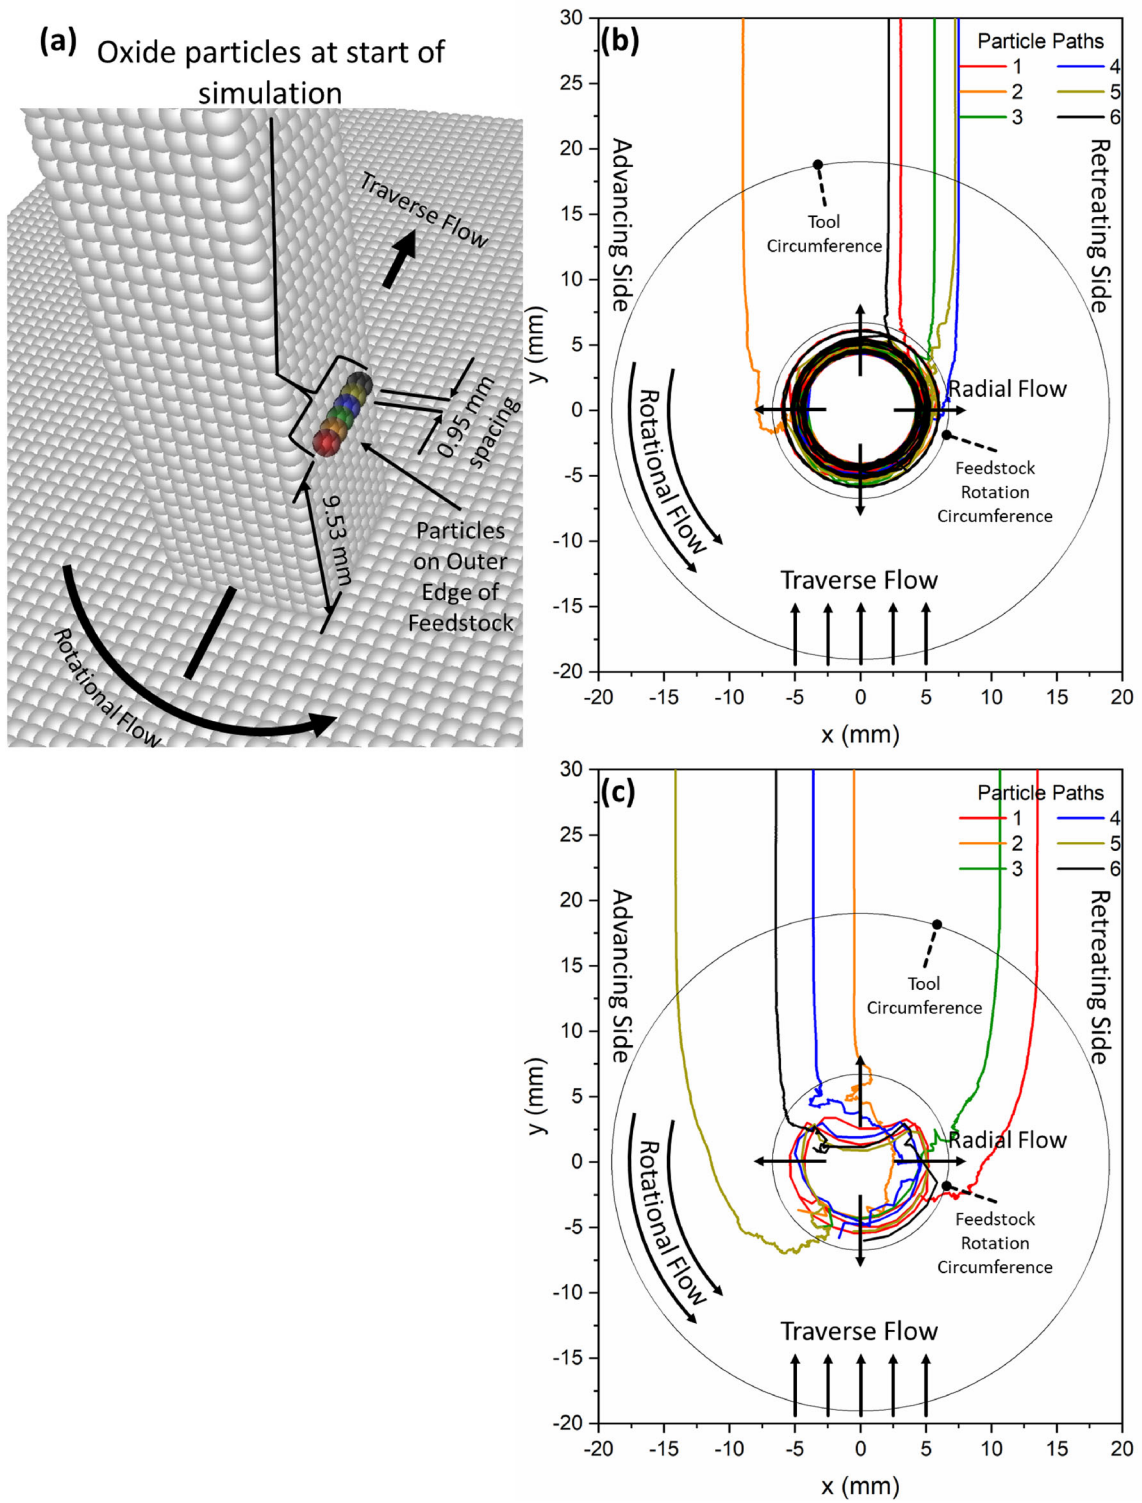 (a)
Oxide particles at start of
simulation
Traverse Flow
0.95 mm
spacing
9.53 mm
Particles
on Outer
Edge of
Feedstock
Rotational Flow
(b)
Particle Paths
1
4
2
5
3
6
Advancing Side
Retreating Side
Tool
Circumference
Radial Flow
Rotational Flow
Feedstock
Rotation
Circumference
Traverse Flow
30
25
20
15
10
5
0
-5
-10
-15
-20
y (mm)
-20
-15
-10
-5
0
5
10
15
20
x (mm)
(c)
Particle Paths
1
4
2
5
3
6
Advancing Side
Retreating Side
Tool
Circumference
Radial Flow
Rotational Flow
Feedstock
Rotation
Circumference
Traverse Flow
30
25
20
15
10
5
0
-5
-10
-15
-20
y (mm)
-20
-15
-10
-5
0
5
10
15
20
x (mm)